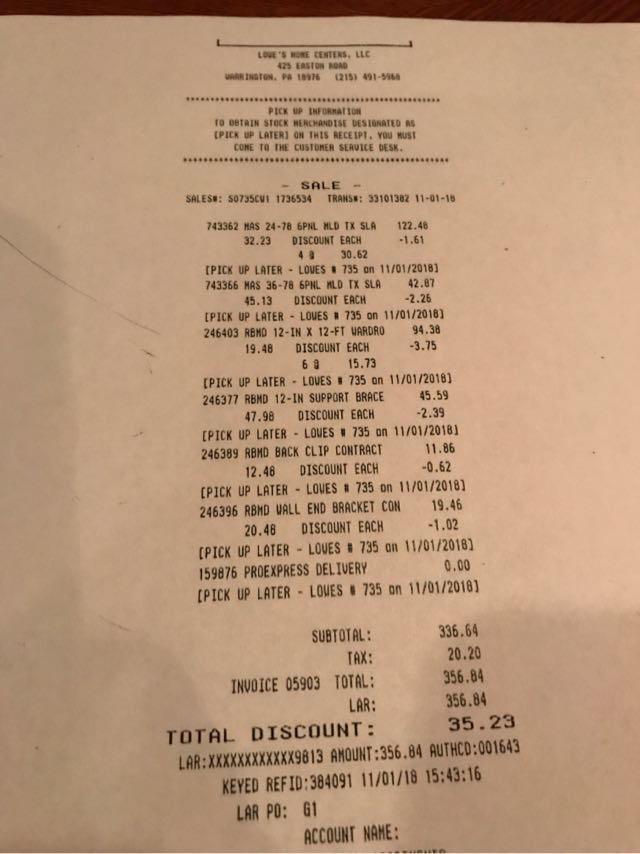 LOWE'S HOME CENTERS, LLC
425 EASTON ROAD
WARRINGTON, PA 18976 (215) 491-5968
PICK UP INFORMATION
TO OBTAIN STOCK MERCHANDISE DESIGNATED AS
[PICK UP LATER] ON THIS RECEIPT, YOU MUST
COME TO THE CUSTOMER SERVICE DESK.
- SALE -
SALES#: S0735CW1 1736534 TRANS#: 33101382 11-01-18
743362 MAS 24-78 6PNL MLD TX SLA 122.48
32.23 DISCOUNT EACH -1.61
4 @ 30.62
[PICK UP LATER - LOWES # 735 on 11/01/2018]
743366 MAS 36-78 6PNL MLD TX SLA 42.87
45.13 DISCOUNT EACH -2.26
[PICK UP LATER - LOWES # 735 on 11/01/2018]
246403 RBMD 12-IN X 12-FT WARDRO 94.38
19.48 DISCOUNT EACH -3.75
6 @ 15.73
[PICK UP LATER - LOWES # 735 on 11/01/2018]
246377 RBMD 12-IN SUPPORT BRACE 45.59
47.98 DISCOUNT EACH -2.39
[PICK UP LATER - LOWES # 735 on 11/01/2018]
246389 RBMD BACK CLIP CONTRACT 11.86
12.48 DISCOUNT EACH -0.62
[PICK UP LATER - LOWES # 735 on 11/01/2018]
246396 RBMD WALL END BRACKET CON 19.46
20.48 DISCOUNT EACH -1.02
[PICK UP LATER - LOWES # 735 on 11/01/2018]
159876 PROEXPRESS DELIVERY 0.00
[PICK UP LATER - LOWES # 735 on 11/01/2018]
SUBTOTAL: 336.64
TAX: 20.20
INVOICE 05903 TOTAL: 356.84
LAR: 356.84
TOTAL DISCOUNT: 35.23
LAR:XXXXXXXXXXXX9813 AMOUNT:356.84 AUTHCD:001643
KEYED REFID:384091 11/01/18 15:43:16
LAR PO: G1
ACCOUNT NAME: